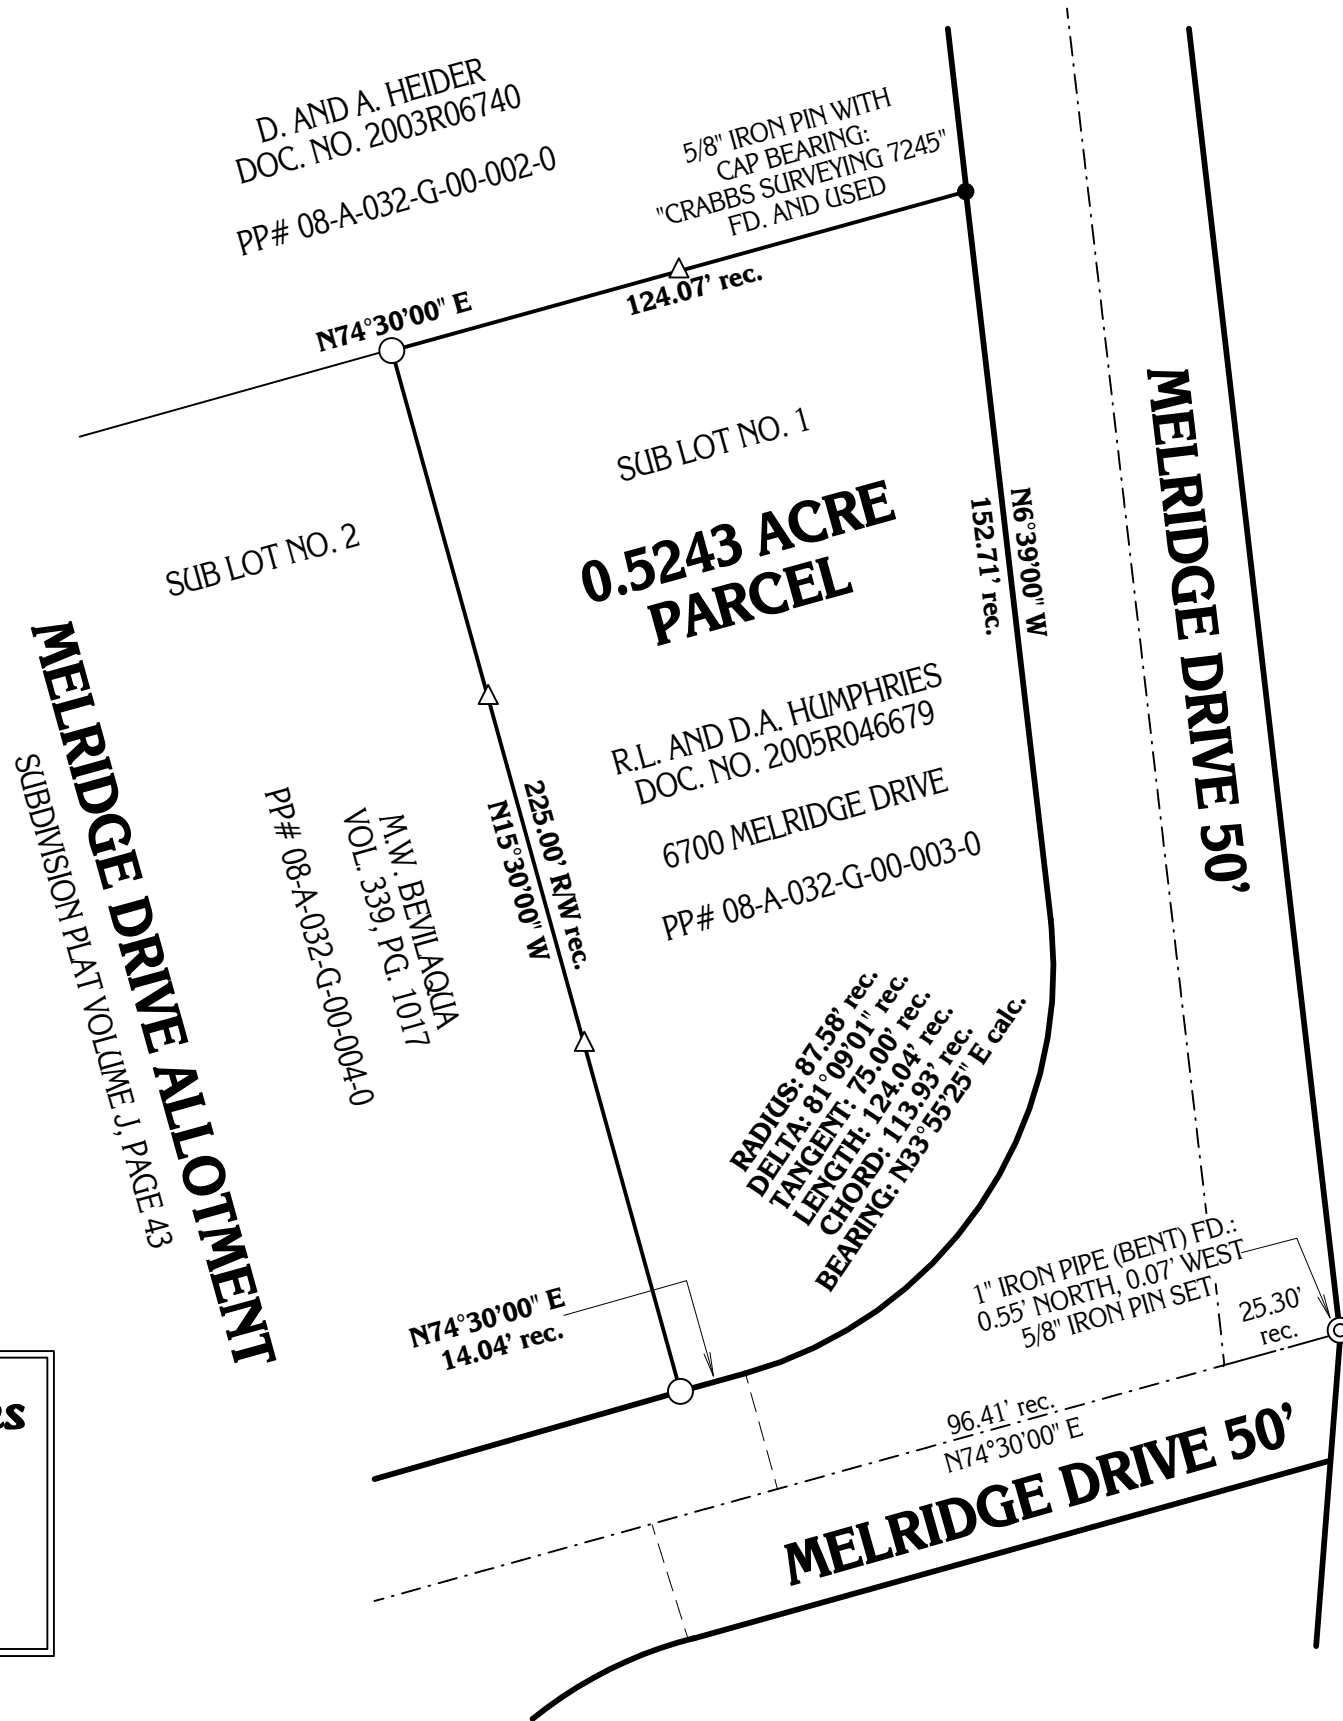 D. AND A. HEIDER
DOC. NO. 2003R06740
PP# 08-A-032-G-00-002-0
5/8" IRON PIN WITH
CAP BEARING:
"CRABBS SURVEYING 7245"
FD. AND USED
N74°30'00" E
124.07' rec.
SUB LOT NO. 1
0.5243 ACRE
PARCEL
N6°39'00" W
152.71' rec.
MELRIDGE DRIVE 50'
SUB LOT NO. 2
R.L. AND D.A. HUMPHRIES
DOC. NO. 2005R046679
6700 MELRIDGE DRIVE
PP# 08-A-032-G-00-003-0
225.00' R/W rec.
N15°30'00" W
M.W. BEVILAQUA
VOL. 339, PG. 1017
PP# 08-A-032-G-00-004-0
MELRIDGE DRIVE ALLOTMENT
SUBDIVISION PLAT VOLUME J, PAGE 43
RADIUS: 87.58' rec.
DELTA: 81°09'01" rec.
TANGENT: 75.00' rec.
LENGTH: 124.04' rec.
CHORD: 113.93' rec.
BEARING: N33°55'25" E calc.
1" IRON PIPE (BENT) FD.:
0.55' NORTH, 0.07' WEST
5/8" IRON PIN SET
25.30'
rec.
N74°30'00" E
14.04' rec.
96.41' rec.
N74°30'00" E
MELRIDGE DRIVE 50'